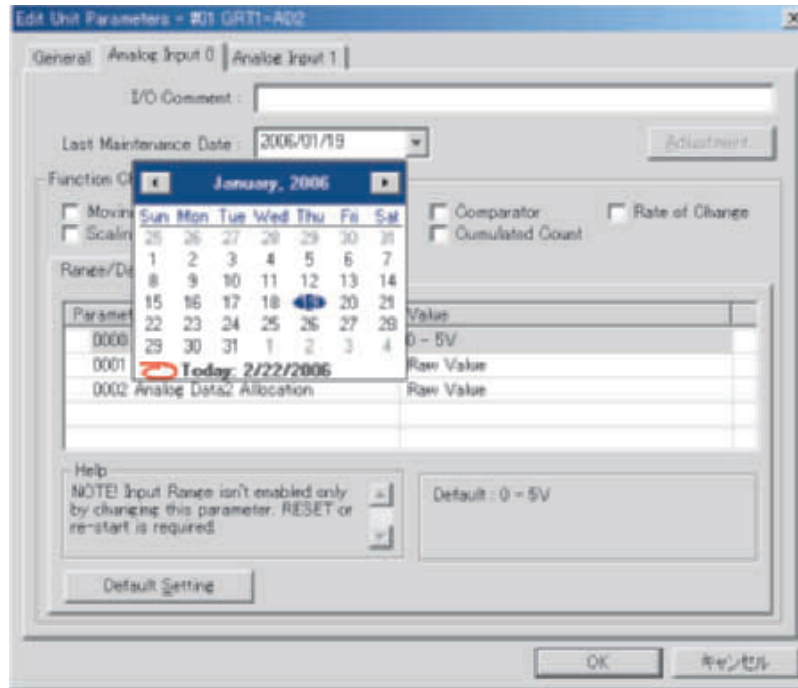 Edit Unit Parameters - #01 GRT1-AD2
General Analog Input 0 Analog Input 1
I/O Comment :
Last Maintenance Date : 2006/01/19
Adjustment
Function
January, 2006
Comparator Rate of Change
Cumulated Count
Sun Mon Tue Wed Thu Fri Sat
25 26 27 28 29 30 31
1 2 3 4 5 6 7
8 9 10 11 12 13 14
15 16 17 18 19 20 21
22 23 24 25 26 27 28
29 30 31 1 2 3 4
Today: 2/22/2006
Value
0000 0 - 5V
0001 Raw Value
0002 Analog Data2 Allocation Raw Value
Help
NOTE! Input Range isn't enabled only
by changing this parameter. RESET or
re-start is required.
Default : 0 - 5V
Default Setting
OK キャンセル